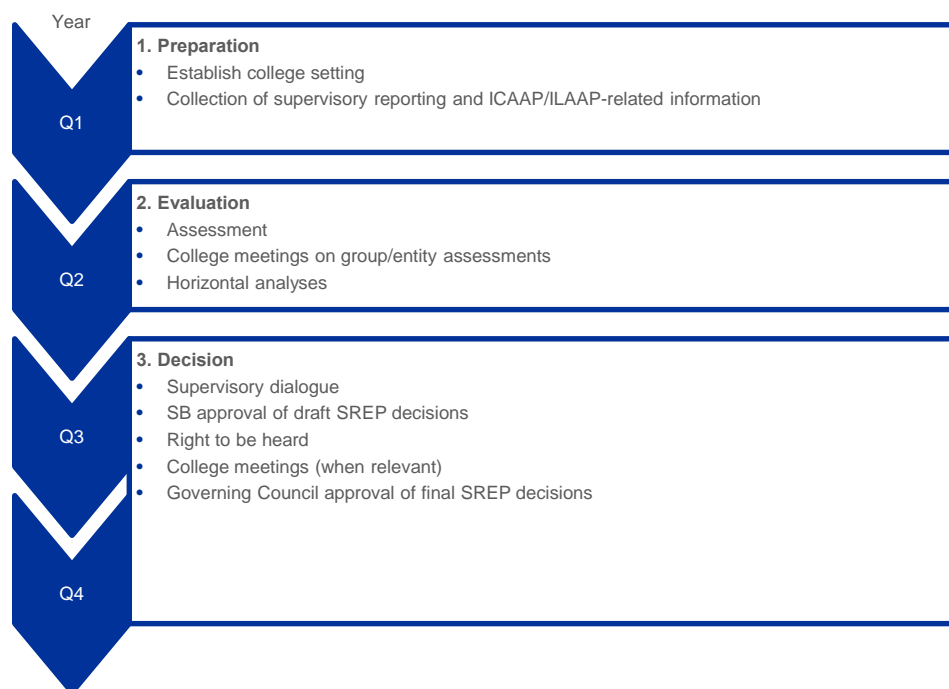 Year
Q1
1. Preparation
• Establish college setting
• Collection of supervisory reporting and ICAAP/ILAAP-related information
Q2
2. Evaluation
• Assessment
• College meetings on group/entity assessments
• Horizontal analyses
Q3
3. Decision
• Supervisory dialogue
• SB approval of draft SREP decisions
• Right to be heard
• College meetings (when relevant)
• Governing Council approval of final SREP decisions
Q4